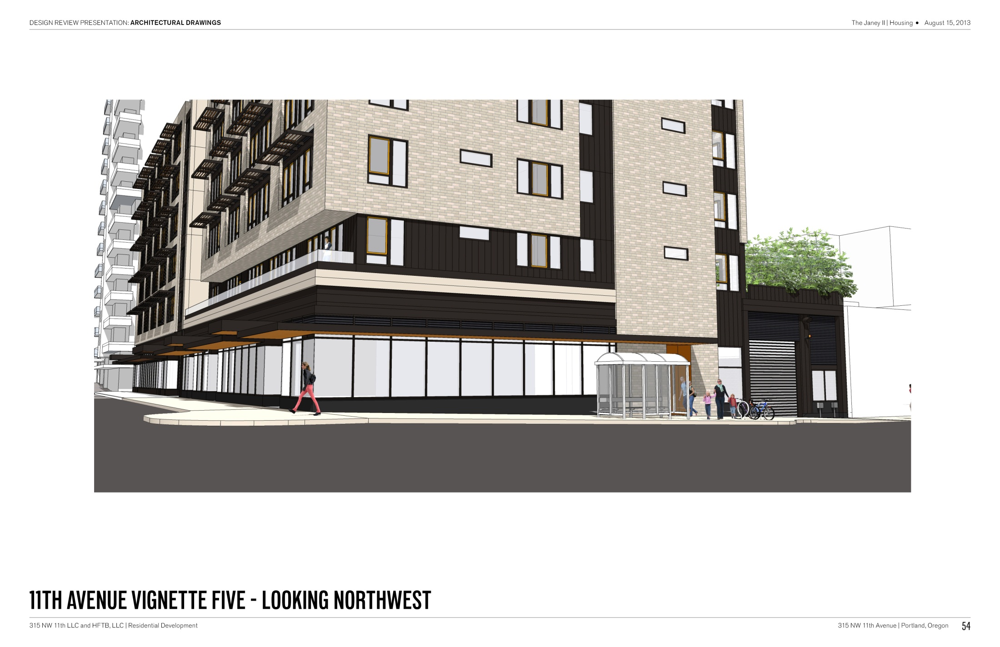 DESIGN REVIEW PRESENTATION: ARCHITECTURAL DRAWINGS
The Janey II | Housing • August 15, 2013
11TH AVENUE VIGNETTE FIVE - LOOKING NORTHWEST
315 NW 11th LLC and HFTB, LLC | Residential Development
315 NW 11th Avenue | Portland, Oregon 54